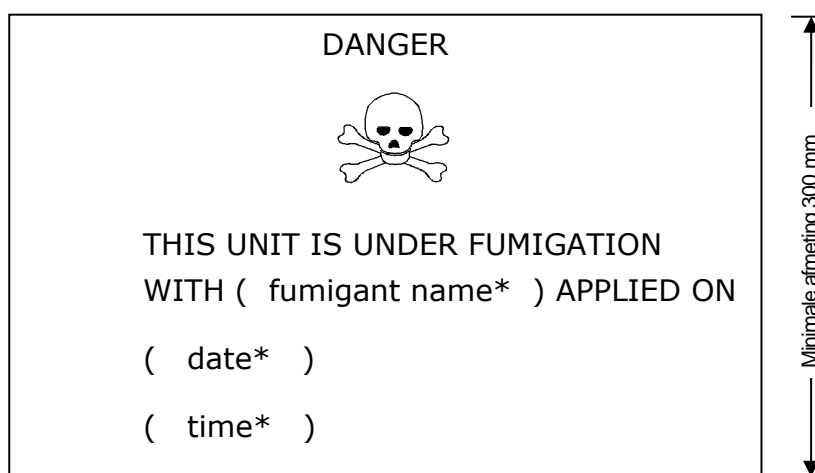 DANGER
THIS UNIT IS UNDER FUMIGATION
WITH ( fumigant name* ) APPLIED ON
( date* )
( time* )
Minimale afmeting 300 mm